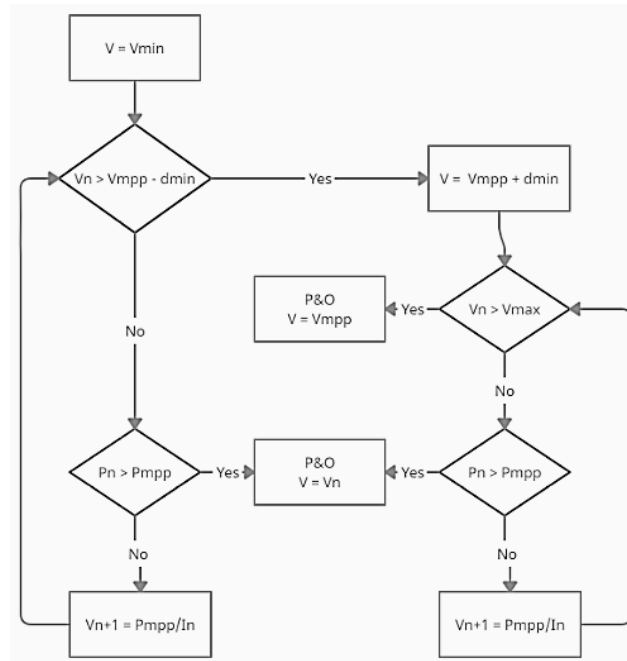 V = Vmin
Vn > Vmpp - dmin
Yes
V = Vmpp + dmin
P&O
V = Vmpp
Yes
Vn > Vmax
No
No
Pn > Pmpp
Yes
P&O
V = Vn
Yes
Pn > Pmpp
No
No
Vn+1 = Pmpp/In
Vn+1 = Pmpp/In